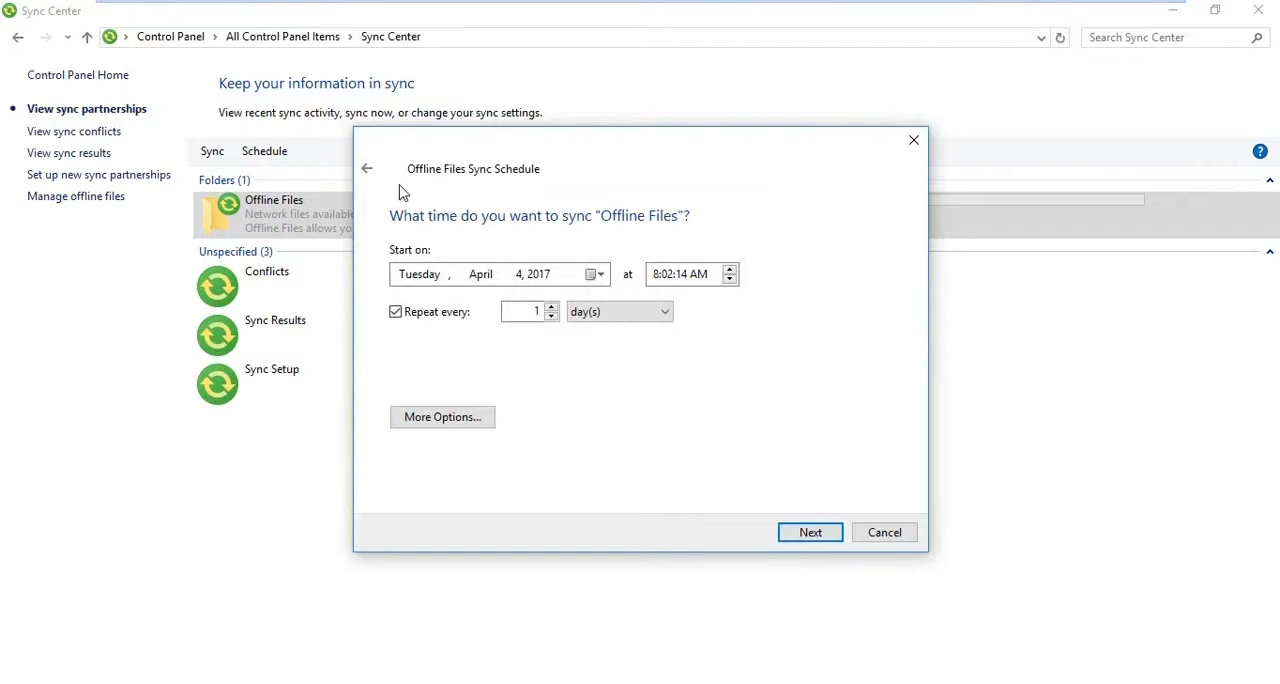 Sync Center
Control Panel > All Control Panel Items > Sync Center
Search Sync Center
Control Panel Home
View sync partnerships
View sync conflicts
View sync results
Set up new sync partnerships
Manage offline files
Keep your information in sync
View recent sync activity, sync now, or change your sync settings.
Sync Schedule
?
Folders (1)
Offline Files
Network files available
Offline Files allows yo
Unspecified (3)
Conflicts
Sync Results
Sync Setup
Offline Files Sync Schedule
What time do you want to sync "Offline Files"?
Start on:
Tuesday , April 4, 2017 at 8:02:14 AM
Repeat every: 1 day(s)
More Options...
Next Cancel